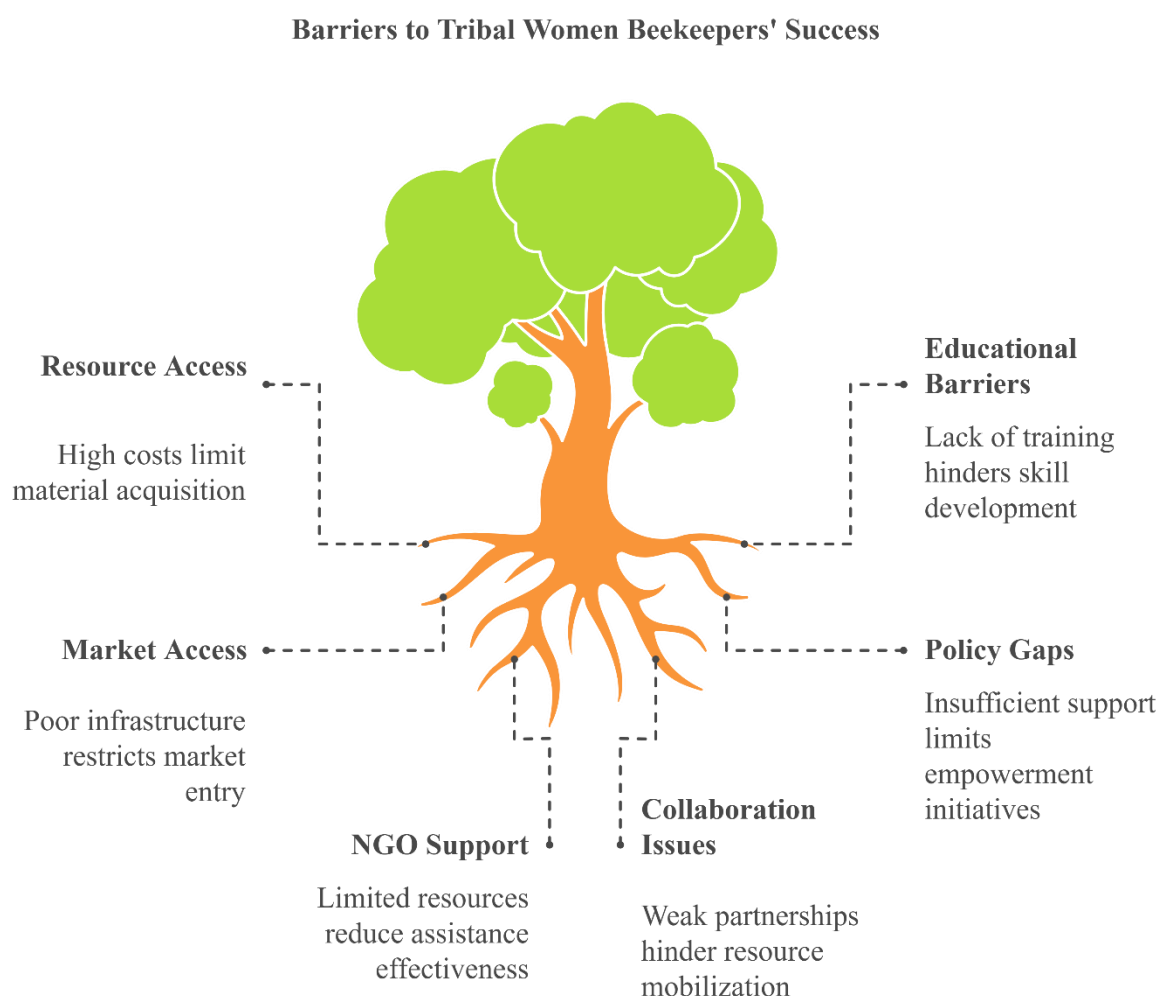 Barriers to Tribal Women Beekeepers' Success
Resource Access
High costs limit
material acquisition
Educational
Barriers
Lack of training
hinders skill
development
Market Access
Poor infrastructure
restricts market
entry
Policy Gaps
Insufficient support
limits
empowerment
initiatives
NGO Support
Limited resources
reduce assistance
effectiveness
Collaboration
Issues
Weak partnerships
hinder resource
mobilization